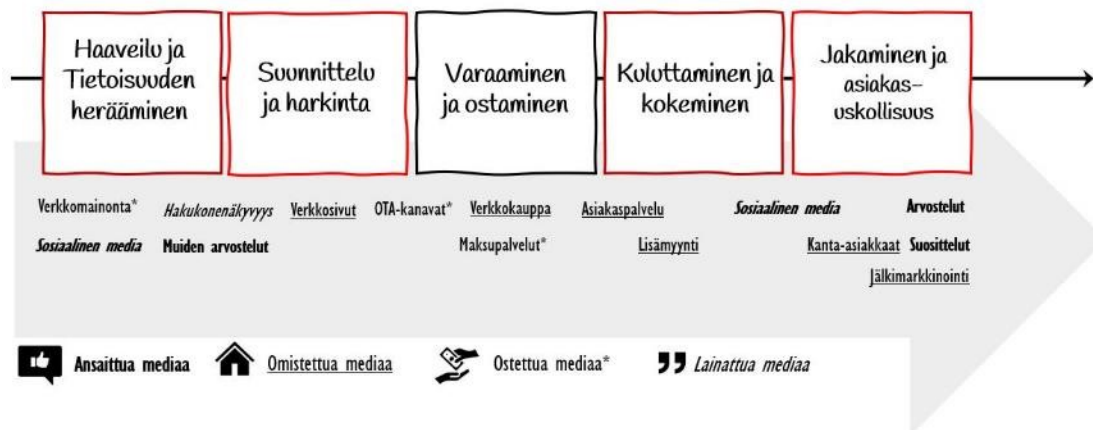 Haaveilu ja
Tietoisuuden
herääminen
Suunnittelu
ja harkinta
Varaaminen
ja ostaminen
Kuluttaminen ja
kokeminen
Jakaminen ja
asiakas-
uskollisuus
Verkkomainonta* Hakukonenäkyvyys Verkkosivut OTA-kanavat* Verkkokauppa Asiakaspalvelu Sosiaalinen media Arvostelut
Sosiaalinen media Muiden arvostelut Maksupalvelut* Lisämyynti Kanta-asiakkaat Suosittelut
Jälkimarkkinointi
Ansaittua mediaa Omistettua mediaa Ostettua mediaa* Lainattua mediaa